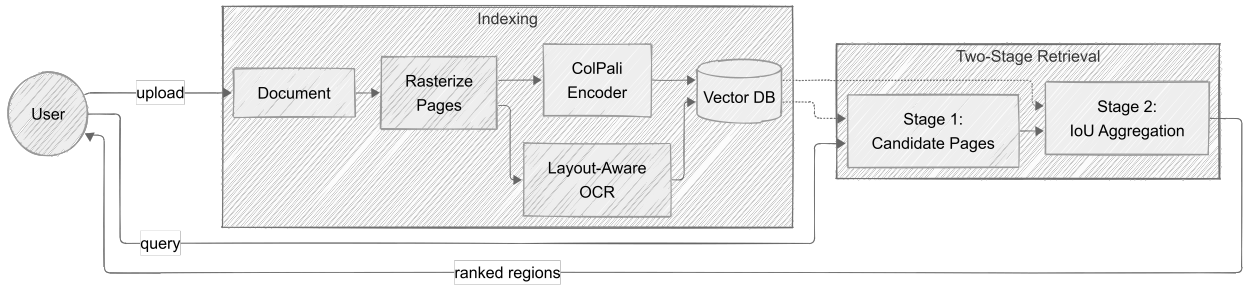 Indexing
Two-Stage Retrieval
User
upload
Document
Rasterize
Pages
ColPali
Encoder
Layout-Aware
OCR
Vector DB
Stage 1:
Candidate Pages
Stage 2:
IoU Aggregation
query
ranked regions